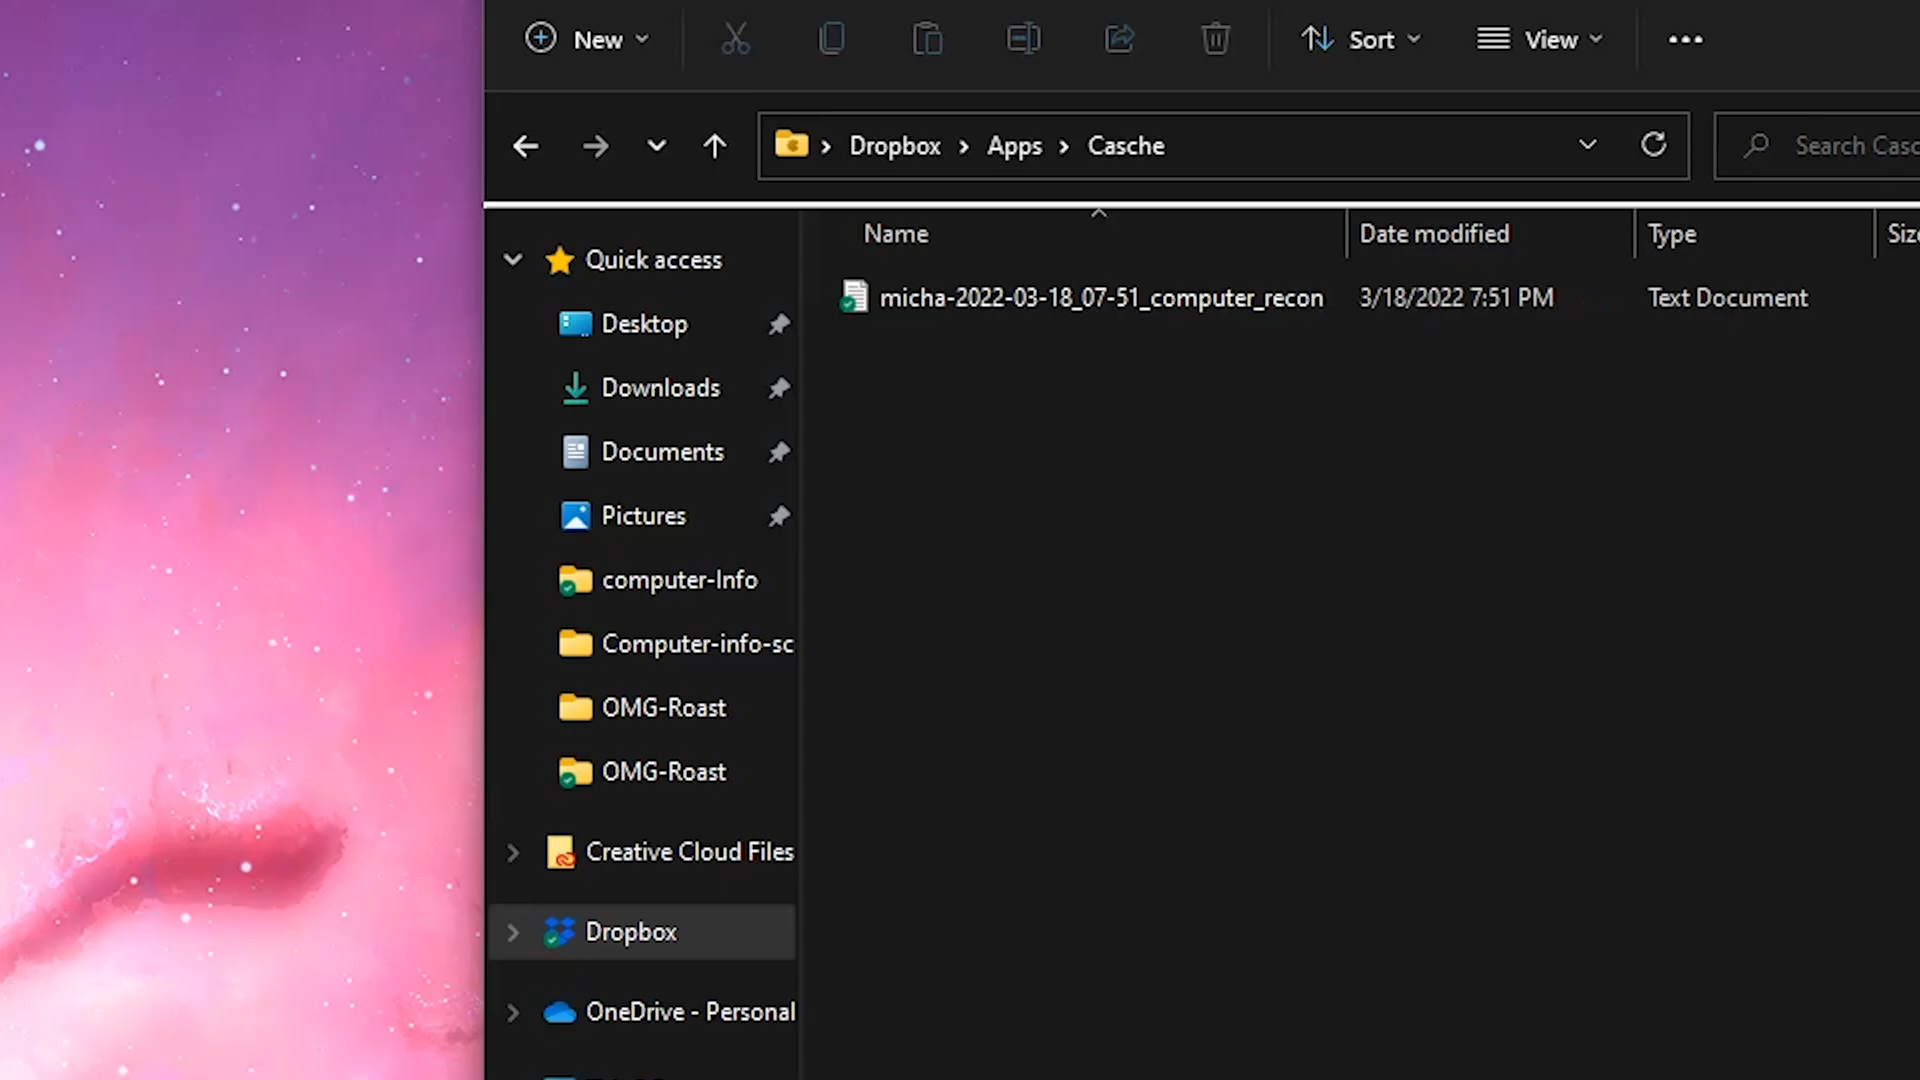 New
Sort
View
Dropbox > Apps > Casche
Search Casc
Name
Date modified
Type
Size
micha-2022-03-18_07-51_computer_recon
3/18/2022 7:51 PM
Text Document
Quick access
Desktop
Downloads
Documents
Pictures
computer-Info
Computer-info-sc
OMG-Roast
OMG-Roast
Creative Cloud Files
Dropbox
OneDrive - Personal